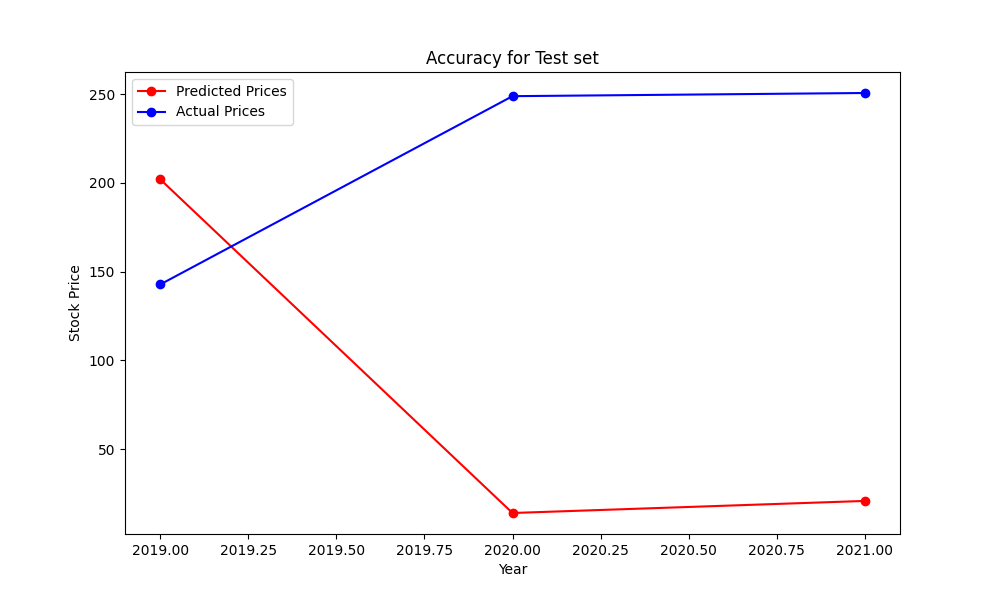 Accuracy for Test set
Predicted Prices
Actual Prices
250
200
150
100
50
Stock Price
2019.00 2019.25 2019.50 2019.75 2020.00 2020.25 2020.50 2020.75 2021.00
Year